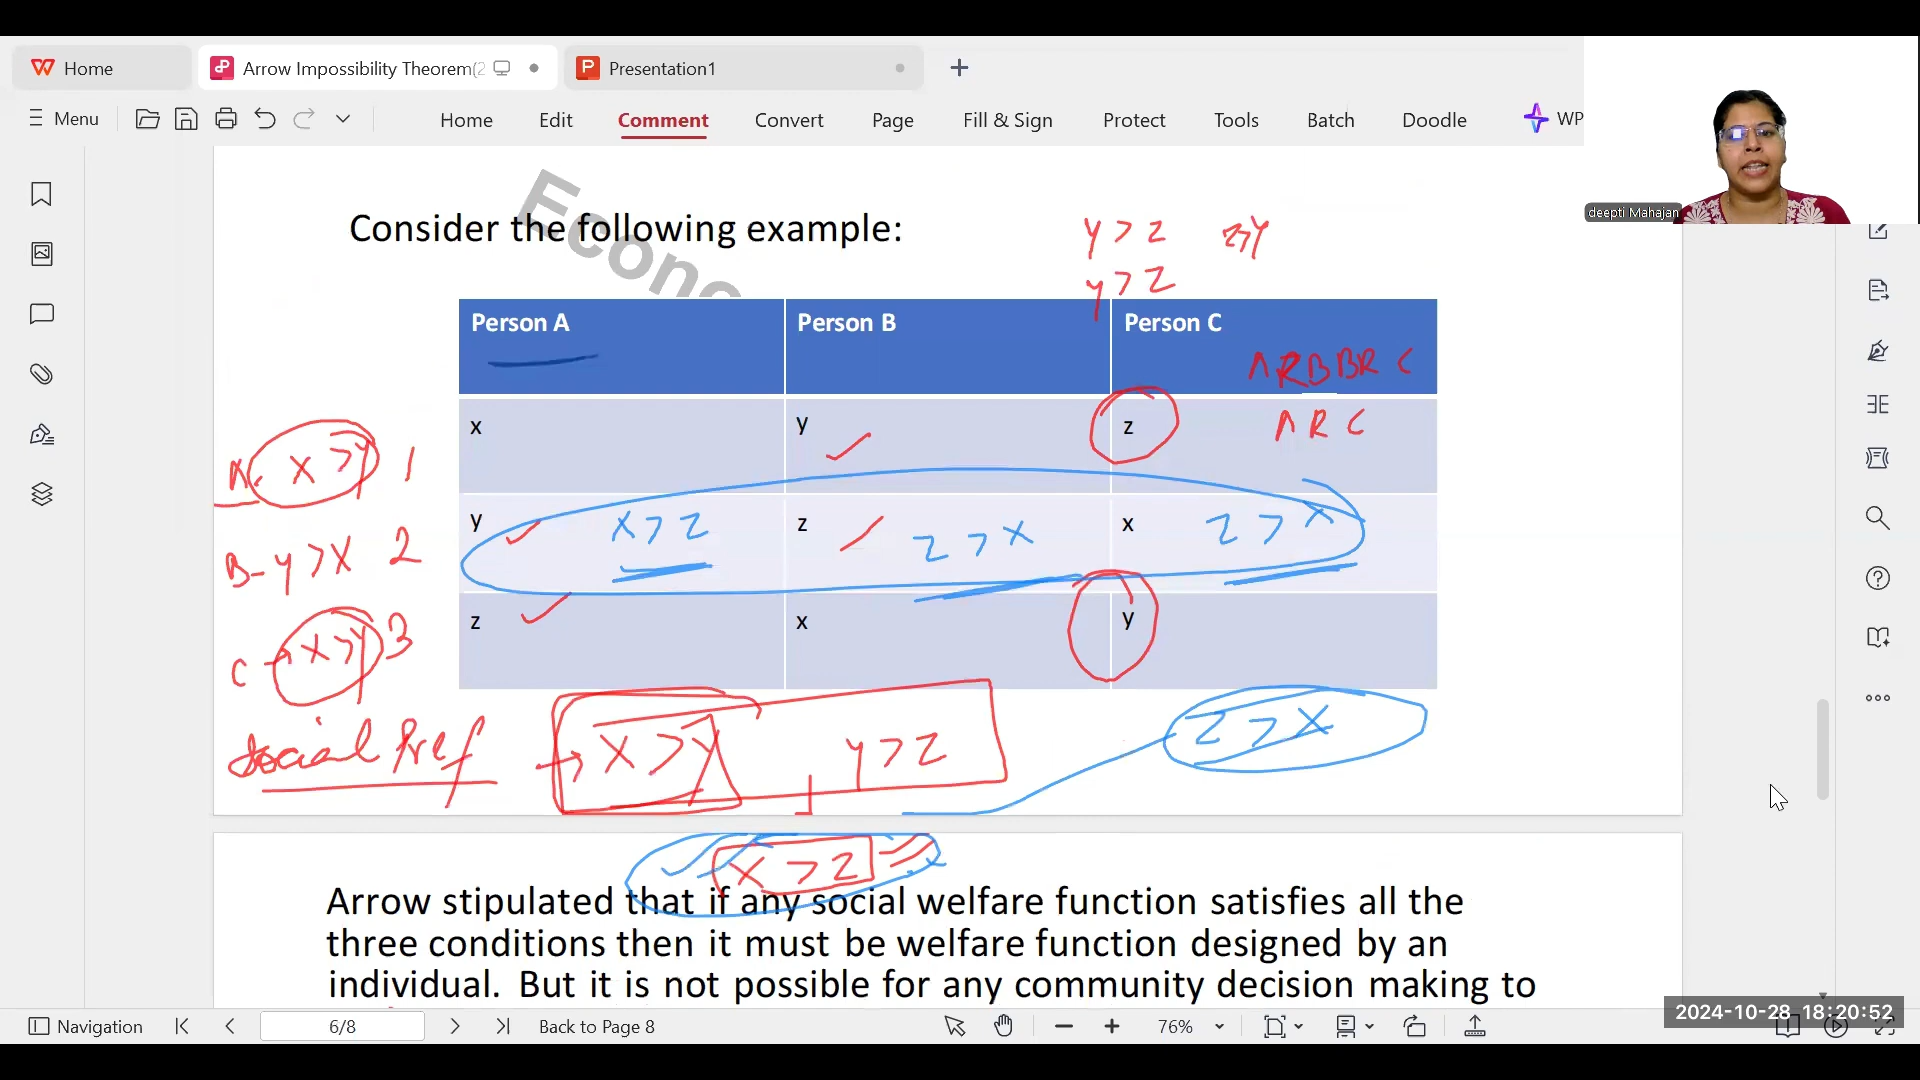 Home
Arrow Impossibility Theorem(2
Presentation1
Menu
Home Edit Comment Convert Page Fill & Sign Protect Tools Batch Doodle WP
deepti Mahajan
Econo
Consider the following example:
y > z z>y
y > z
Person A Person B Person C
A R B B R C
x y z
A R C
A. x > y 1
y x > z z z > x x z > x
B - y > x 2
z x y
C → x > y 3
Social Pref → x > y y > z z > x
x > z
Arrow stipulated that if any social welfare function satisfies all the
three conditions then it must be welfare function designed by an
individual. But it is not possible for any community decision making to
Navigation 6/8 Back to Page 8 76%
2024-10-28 18:20:52